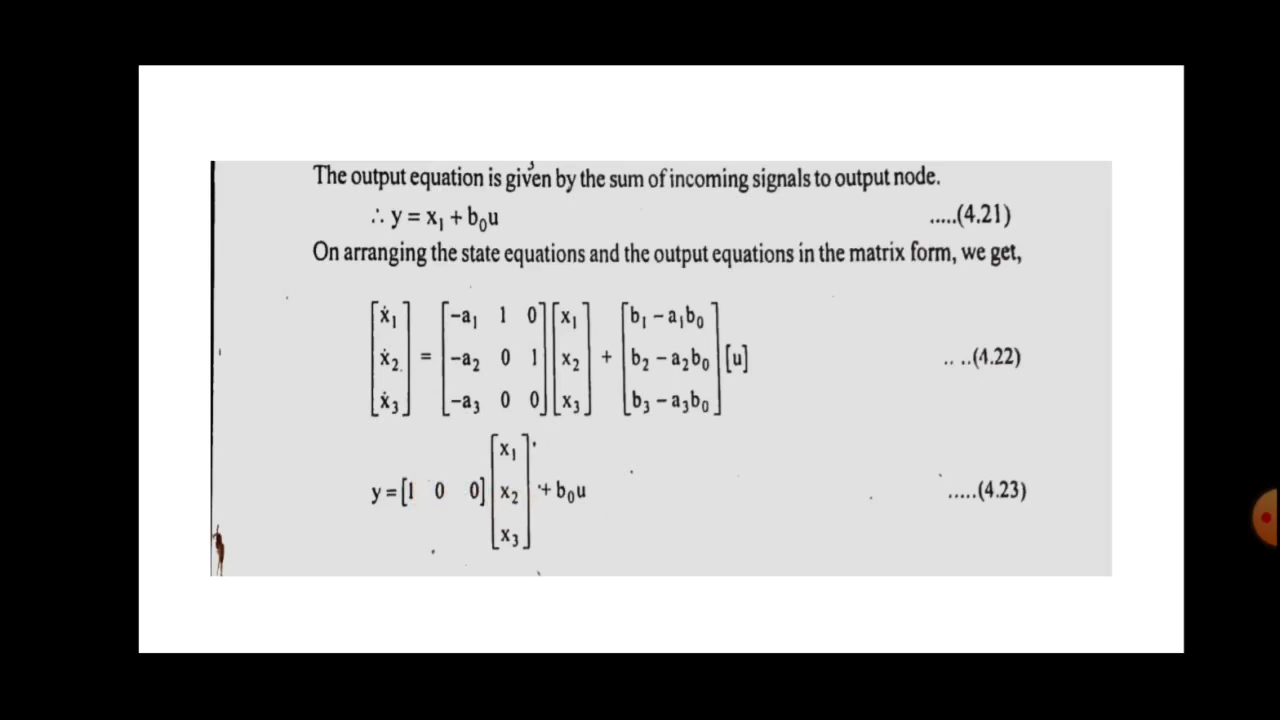 The output equation is given by the sum of incoming signals to output node.
∴ y = x₁ + b₀u .....(4.21)
On arranging the state equations and the output equations in the matrix form, we get,
[ẋ₁] [-a₁ 1 0] [x₁] [b₁ - a₁b₀]
[ẋ₂] = [-a₂ 0 1] [x₂] + [b₂ - a₂b₀] [u] .. ..(4.22)
[ẋ₃] [-a₃ 0 0] [x₃] [b₃ - a₃b₀]
[x₁]
y = [1 0 0] [x₂] + b₀u .....(4.23)
[x₃]